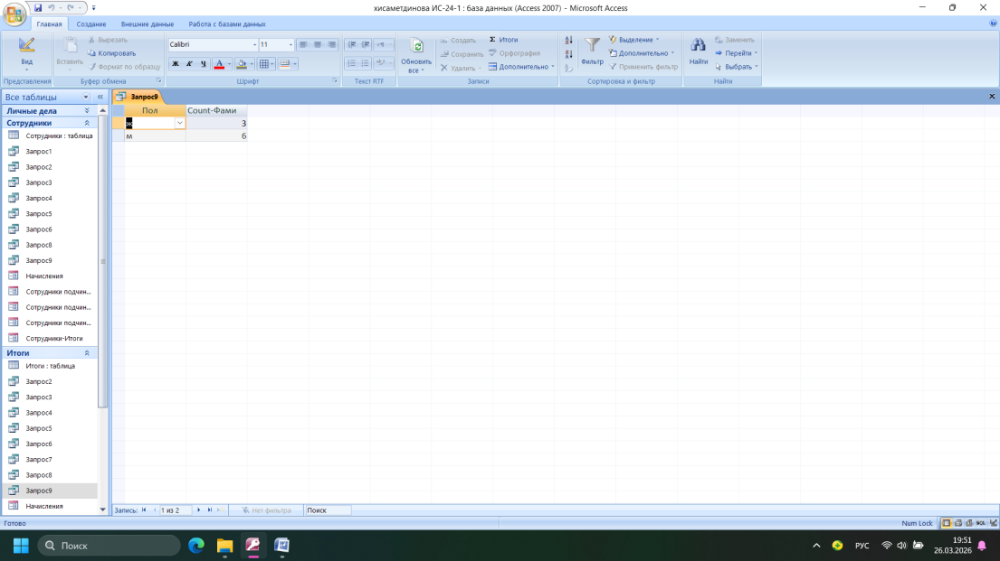 хисаметдинова ИС-24-1 : база данных (Access 2007) - Microsoft Access
Главная Создание Внешние данные Работа с базами данных
Вид
Представления
Вставить
Вырезать
Копировать
Формат по образцу
Буфер обмена
Calibri 11
Ж К Ч А
Шрифт
Текст RTF
Обновить все
Создать
Сохранить
Удалить
Σ Итоги
Орфография
Дополнительно
Записи
Фильтр
Выделение
Дополнительно
Применить фильтр
Сортировка и фильтр
Найти
Заменить
Перейти
Выбрать
Найти
Все таблицы
Личные дела
Сотрудники
Сотрудники : таблица
Запрос1
Запрос2
Запрос3
Запрос4
Запрос5
Запрос6
Запрос8
Запрос9
Начисления
Сотрудники подчин...
Сотрудники подчин...
Сотрудники подчин...
Сотрудники-Итоги
Итоги
Итоги : таблица
Запрос2
Запрос3
Запрос4
Запрос5
Запрос6
Запрос7
Запрос8
Запрос9
Начисления
Запрос9
Пол Count-Фами
ж 3
м 6
Запись: 1 из 2 Нет фильтра Поиск
Готово
Num Lock
SQL
Поиск
РУС
19:51
26.03.2026